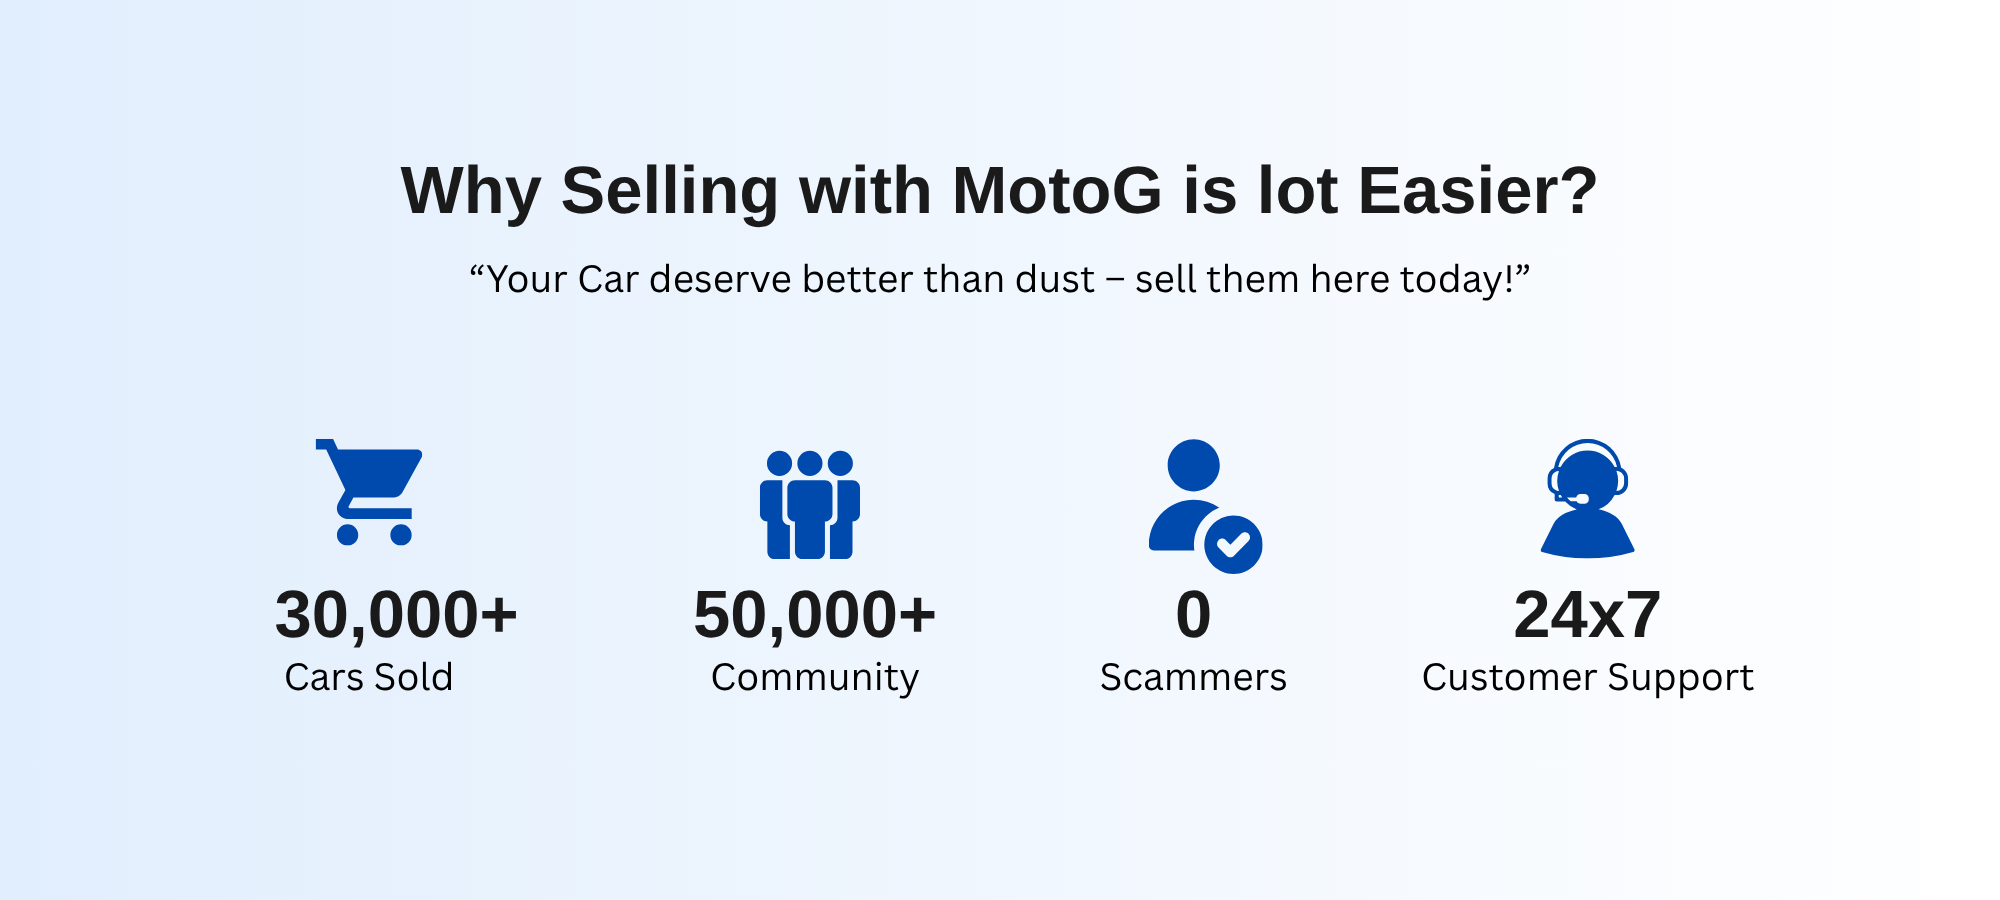 Why Selling with MotoG is lot Easier?
“Your Car deserve better than dust – sell them here today!”
30,000+
Cars Sold
50,000+
Community
0
Scammers
24x7
Customer Support